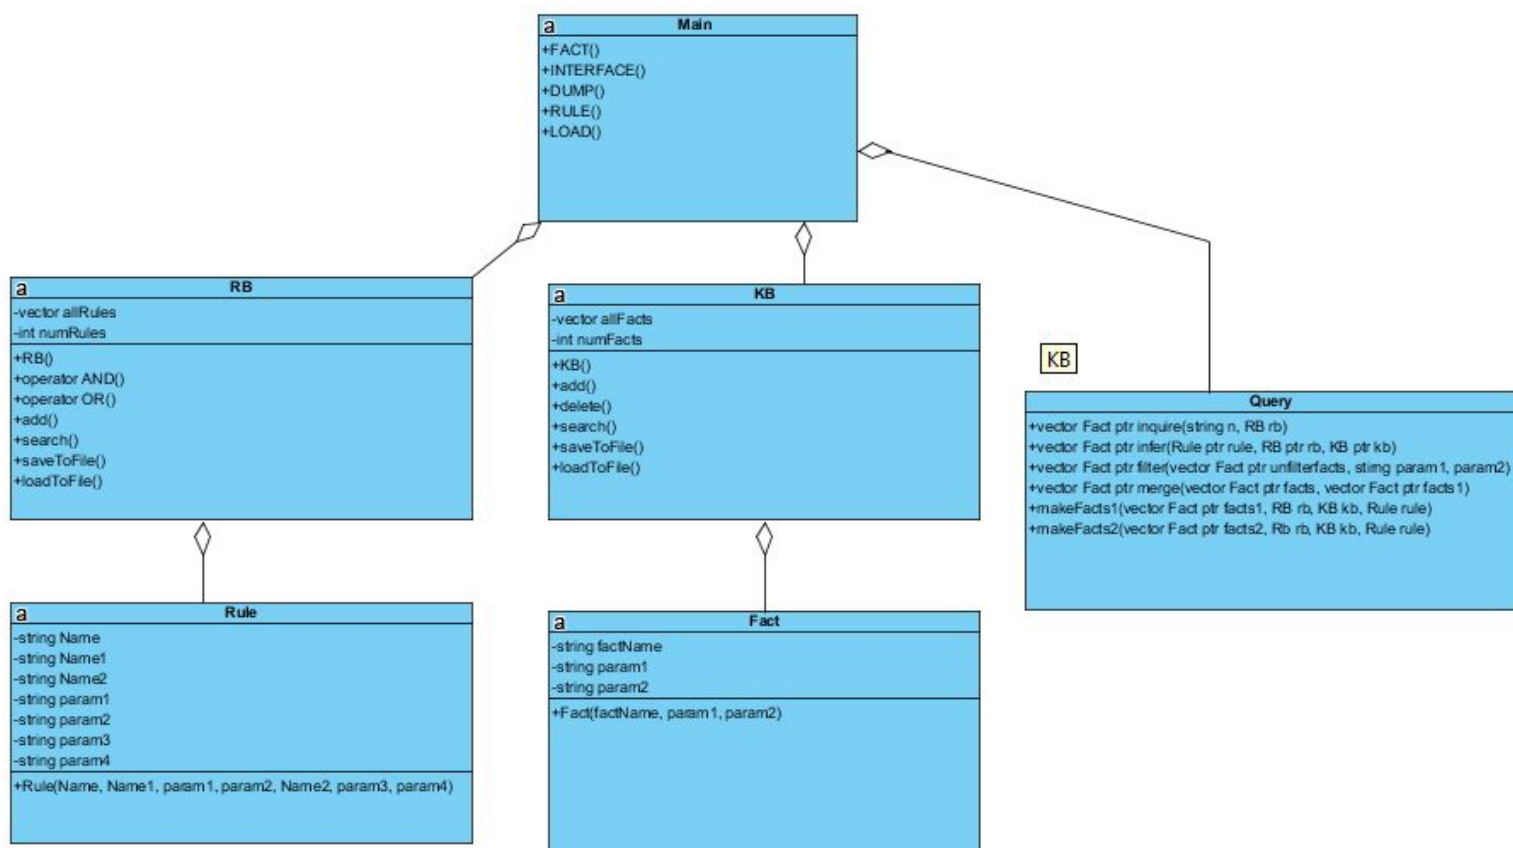 a Main
+FACT()
+INTERFACE()
+DUMP()
+RULE()
+LOAD()
a RB
-vector allRules
-int numRules
+RB()
+operator AND()
+operator OR()
+add()
+search()
+saveToFile()
+loadToFile()
a KB
-vector allFacts
-int numFacts
+KB()
+add()
+delete()
+search()
+saveToFile()
+loadToFile()
KB
Query
+vector Fact ptr inquire(string n, RB rb)
+vector Fact ptr infer(Rule ptr rule, RB ptr rb, KB ptr kb)
+vector Fact ptr filter(vector Fact ptr unfilterfacts, stirng param1, param2)
+vector Fact ptr merge(vector Fact ptr facts, vector Fact ptr facts1)
+makeFacts1(vector Fact ptr facts1, RB rb, KB kb, Rule rule)
+makeFacts2(vector Fact ptr facts2, Rb rb, KB kb, Rule rule)
a Rule
-string Name
-string Name1
-string Name2
-string param1
-string param2
-string param3
-string param4
+Rule(Name, Name1, param1, param2, Name2, param3, param4)
a Fact
-string factName
-string param1
-string param2
+Fact(factName, param1, param2)